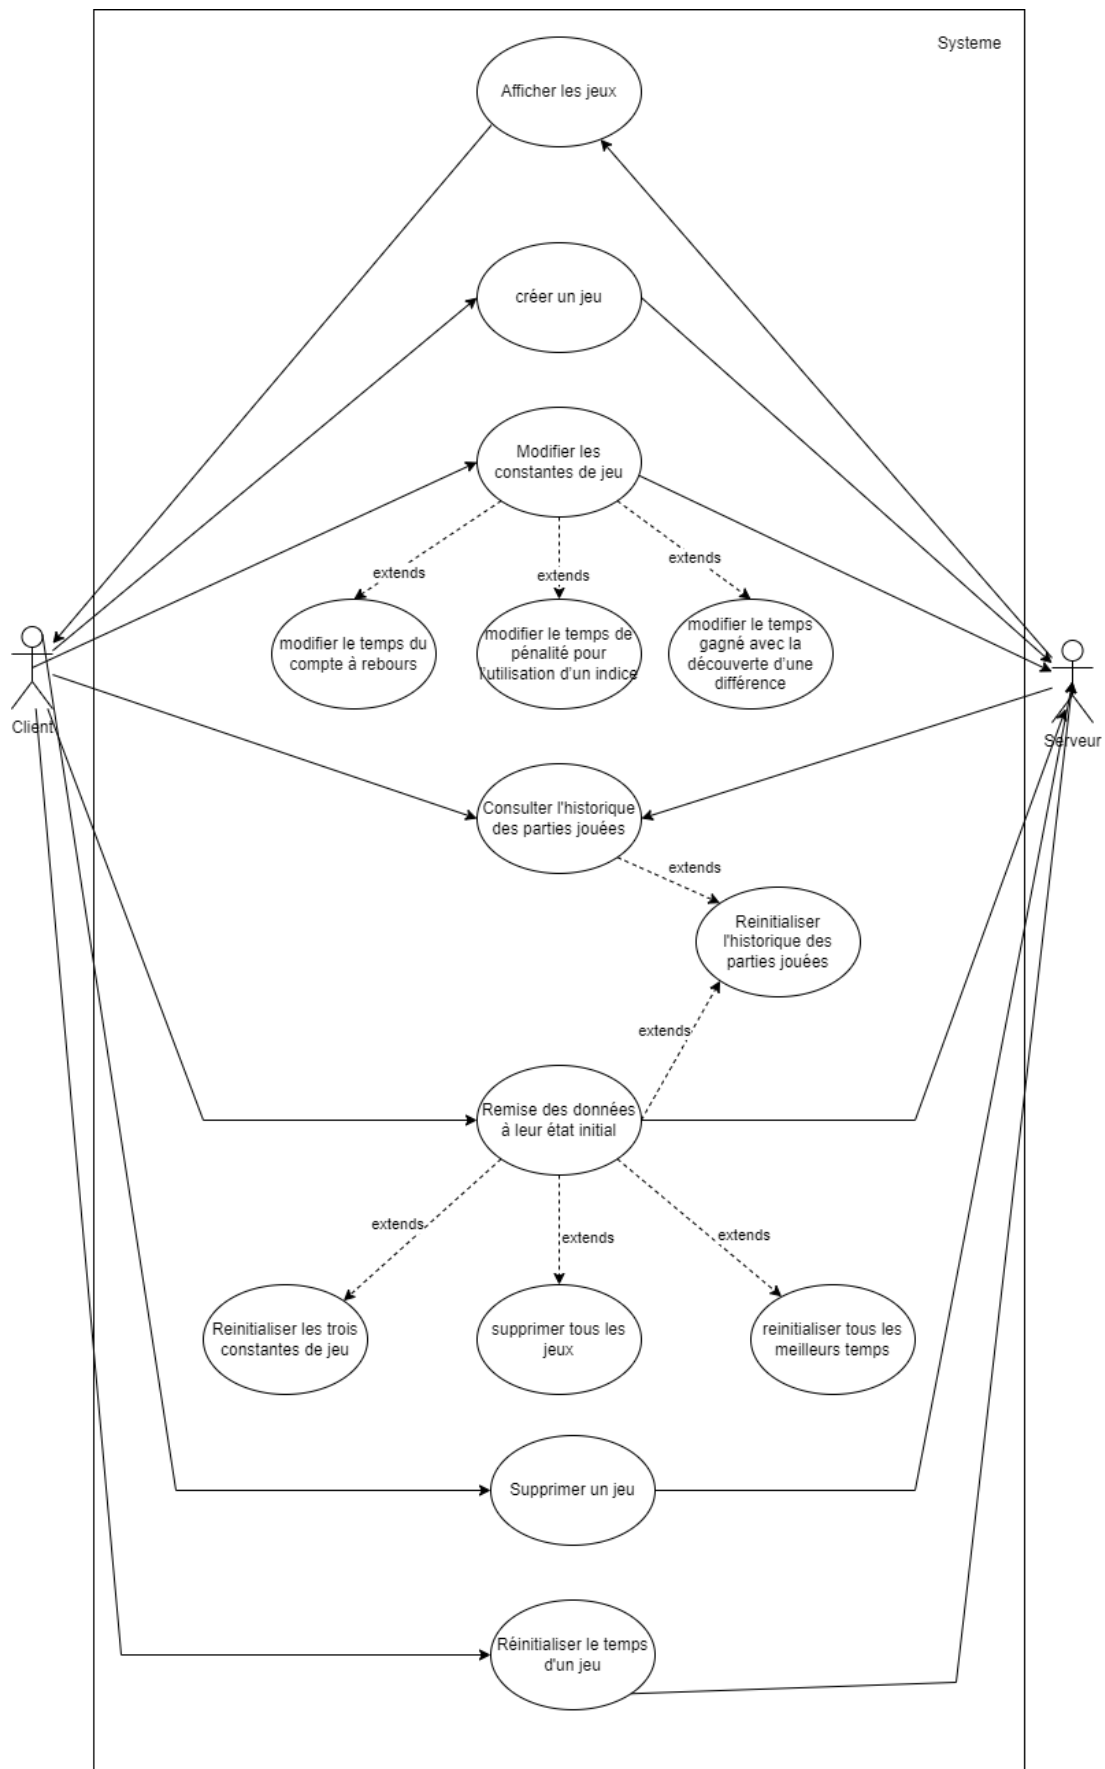 Systeme
Afficher les jeux
créer un jeu
Modifier les
constantes de jeu
extends
extends
extends
modifier le temps du
compte à rebours
modifier le temps de
pénalité pour
l'utilisation d'un indice
modifier le temps
gagné avec la
découverte d'une
différence
Client
Serveur
Consulter l'historique
des parties jouées
extends
Reinitialiser
l'historique des
parties jouées
extends
Remise des données
à leur état initial
extends
extends
extends
Reinitialiser les trois
constantes de jeu
supprimer tous les
jeux
reinitialiser tous les
meilleurs temps
Supprimer un jeu
Réinitialiser le temps
d'un jeu